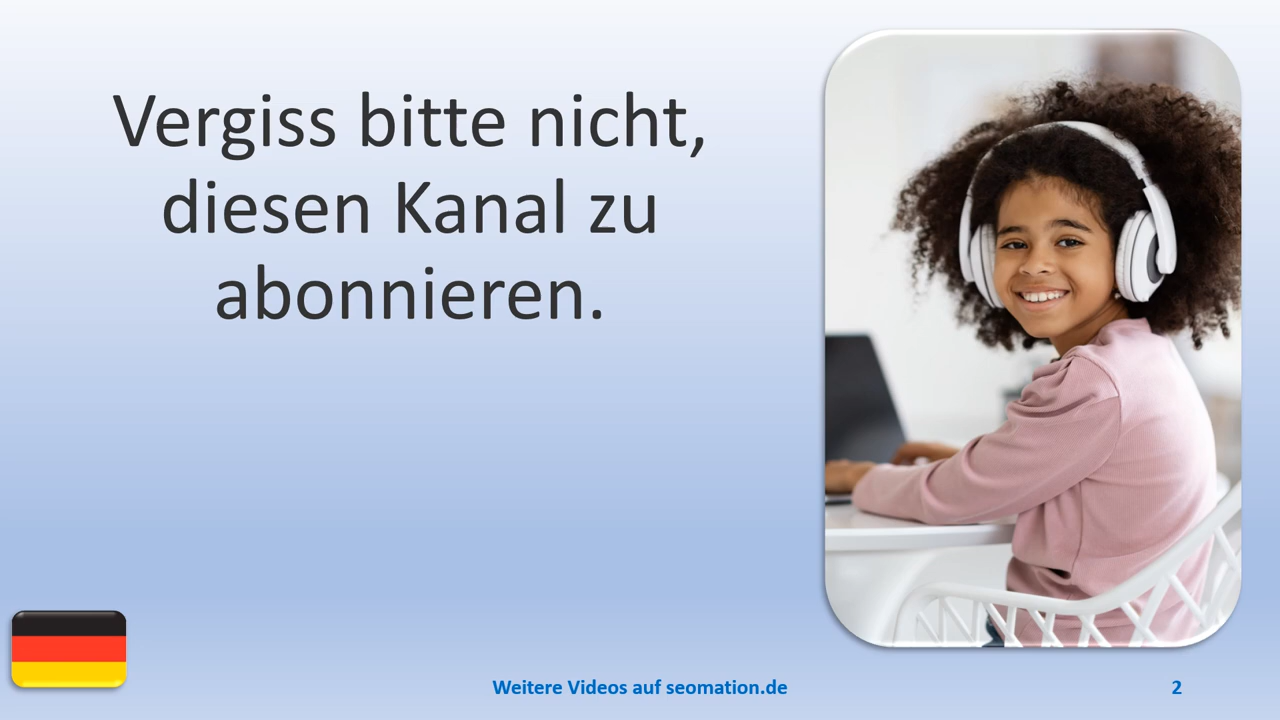 Vergiss bitte nicht,
diesen Kanal zu
abonnieren.
Weitere Videos auf seomation.de
2